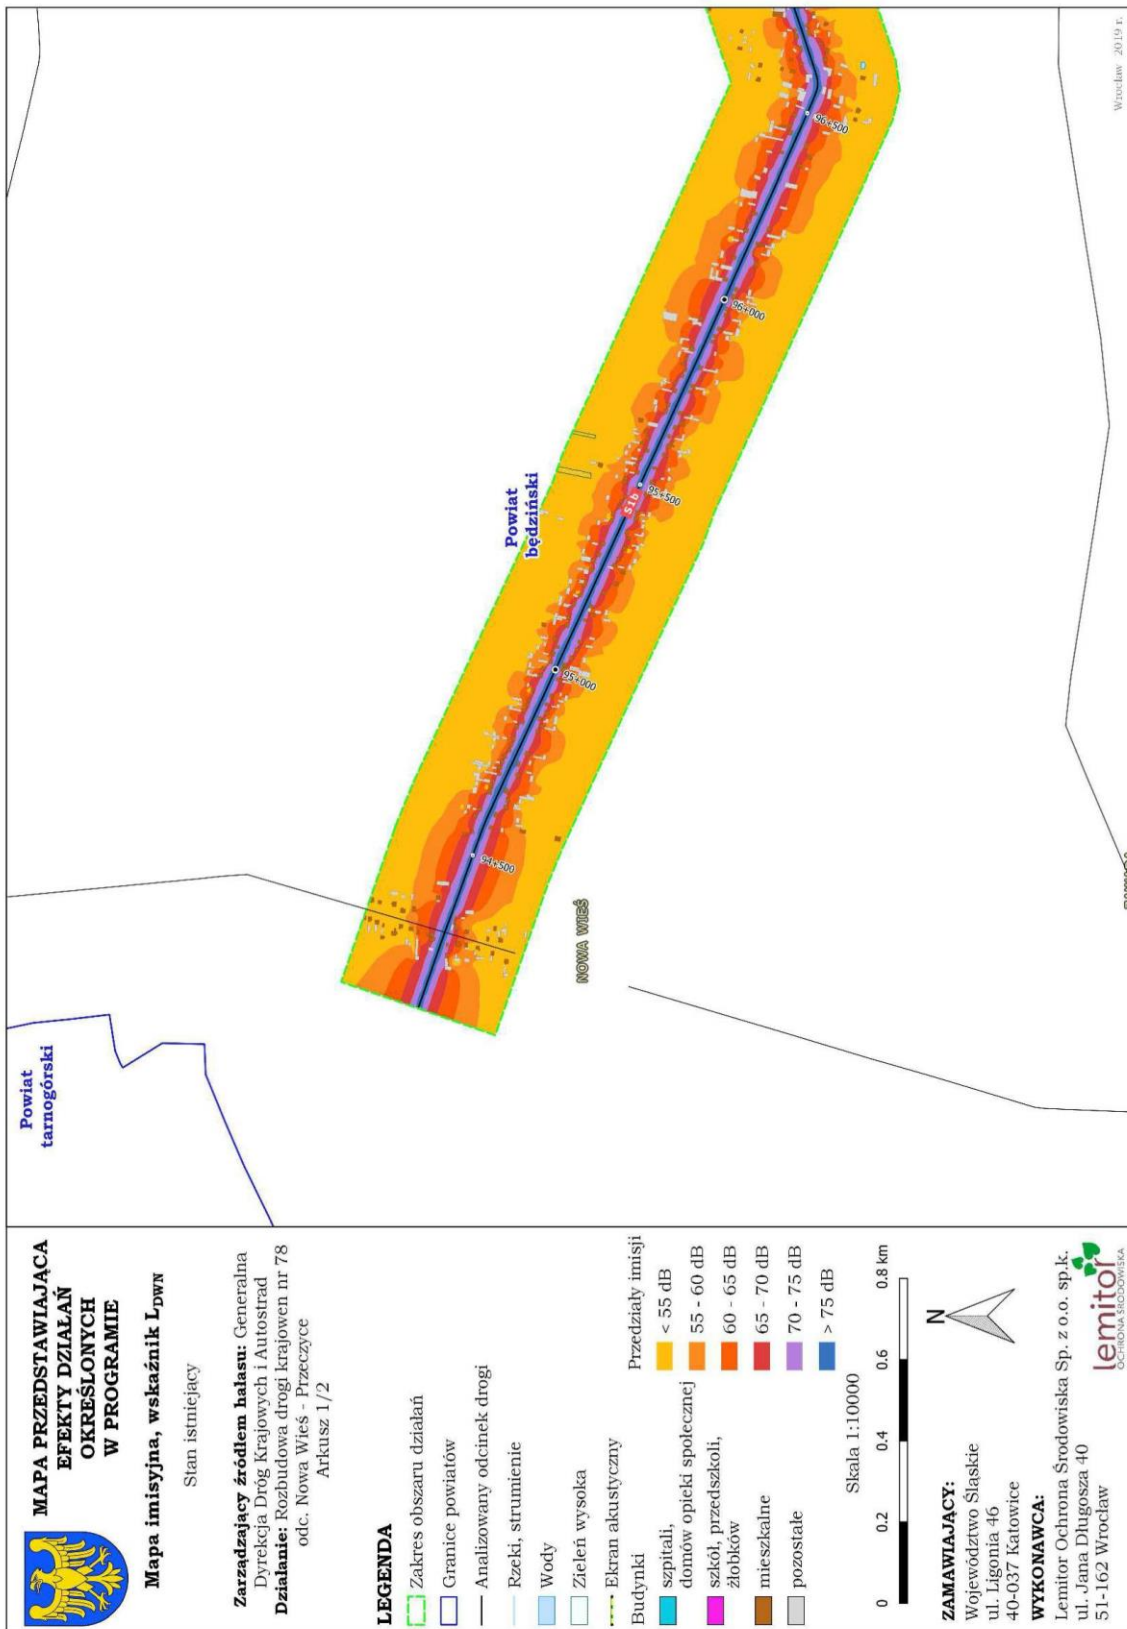 MAPA PRZEDSTAWIAJĄCA
EFEKTY DZIAŁAŃ
OKREŚLONYCH
W PROGRAMIE
Mapa imisyjna, wskaźnik LDWN
Stan istniejący
Zarządzający źródłem hałasu: Generalna
Dyrekcja Dróg Krajowych i Autostrad
Działanie: Rozbudowa drogi krajowen nr 78
odc. Nowa Wieś - Przeczyce
Arkusz 1/2
LEGENDA
Zakres obszaru działań
Granice powiatów
Analizowany odcinek drogi
Rzeki, strumienie
Wody
Zieleń wysoka
Ekran akustyczny
Budynki
szpitali,
domów opieki społecznej
szkół, przedszkoli,
żłobków
mieszkalne
pozostałe
Przedziały imisji
< 55 dB
55 - 60 dB
60 - 65 dB
65 - 70 dB
70 - 75 dB
> 75 dB
Skala 1:10000
0 0.2 0.4 0.6 0.8 km
N
ZAMAWIAJĄCY:
Województwo Śląskie
ul. Ligonia 46
40-037 Katowice
WYKONAWCA:
Lemitor Ochrona Środowiska Sp. z o.o. sp.k.
ul. Jana Długosza 40
51-162 Wrocław
lemitor
OCHRONA ŚRODOWISKA
Powiat
tarnogórski
Powiat
będziński
NOWA WIEŚ
94+500
95+000
S1b
95+500
96+000
96+500
Wrocław 2019 r.